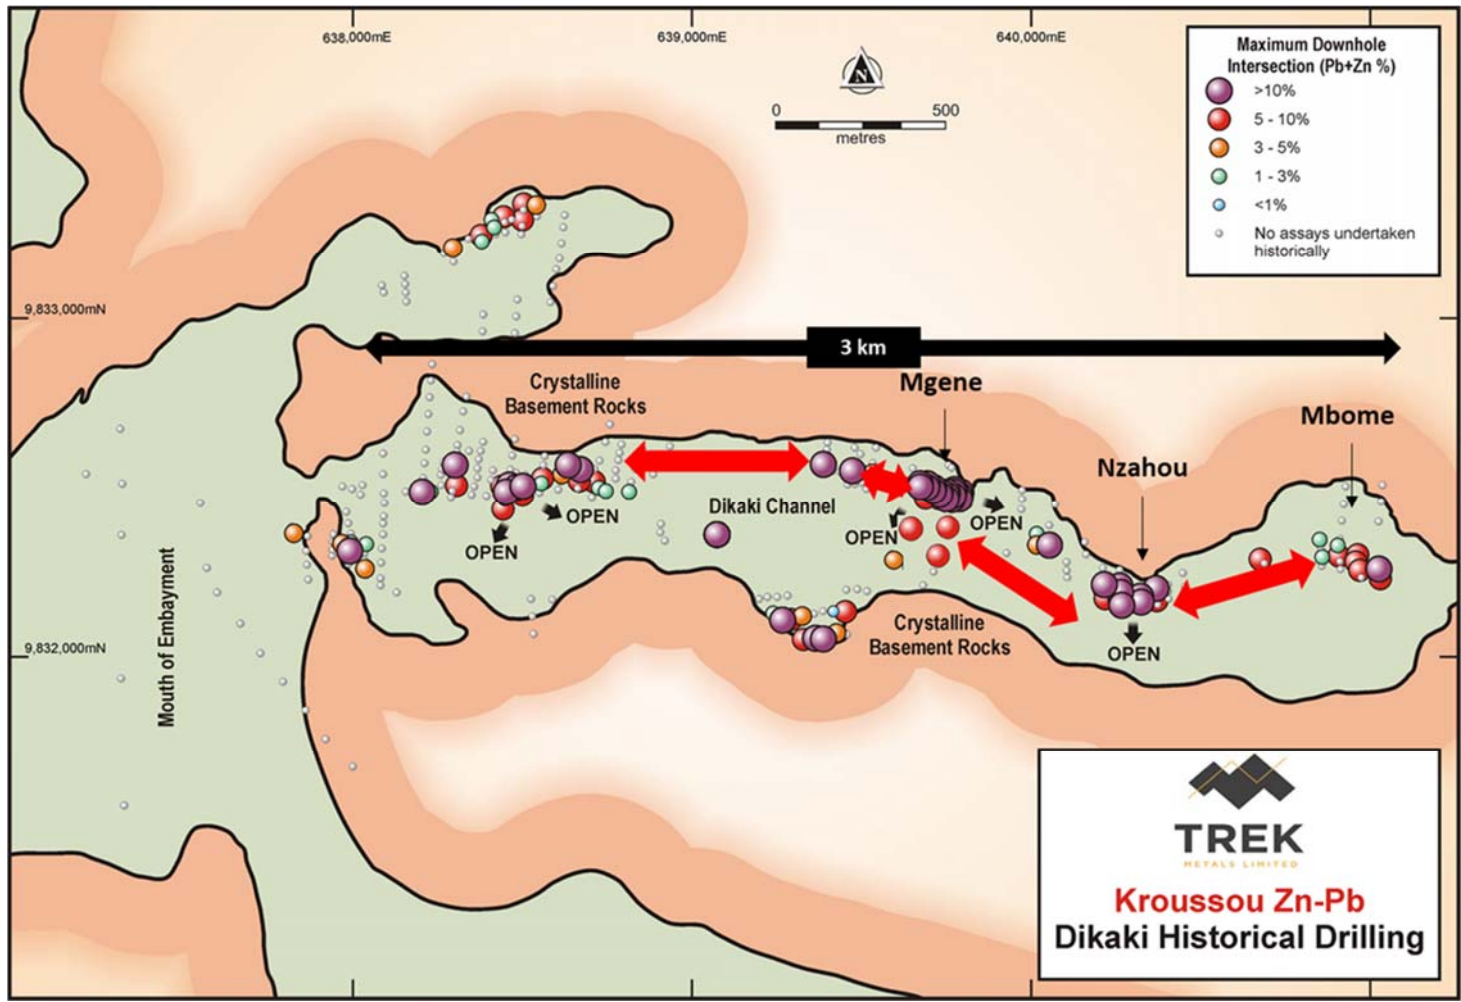 638,000mE
639,000mE
640,000mE
Maximum Downhole
Intersection (Pb+Zn %)
>10%
5 - 10%
3 - 5%
1 - 3%
<1%
No assays undertaken
historically
N
0
500
metres
9,833,000mN
3 km
Crystalline
Basement Rocks
Mgene
Mbome
Nzahou
Dikaki Channel
OPEN
OPEN
OPEN
OPEN
Mouth of Embayment
Crystalline
Basement Rocks
9,832,000mN
OPEN
TREK
METALS LIMITED
Kroussou Zn-Pb
Dikaki Historical Drilling